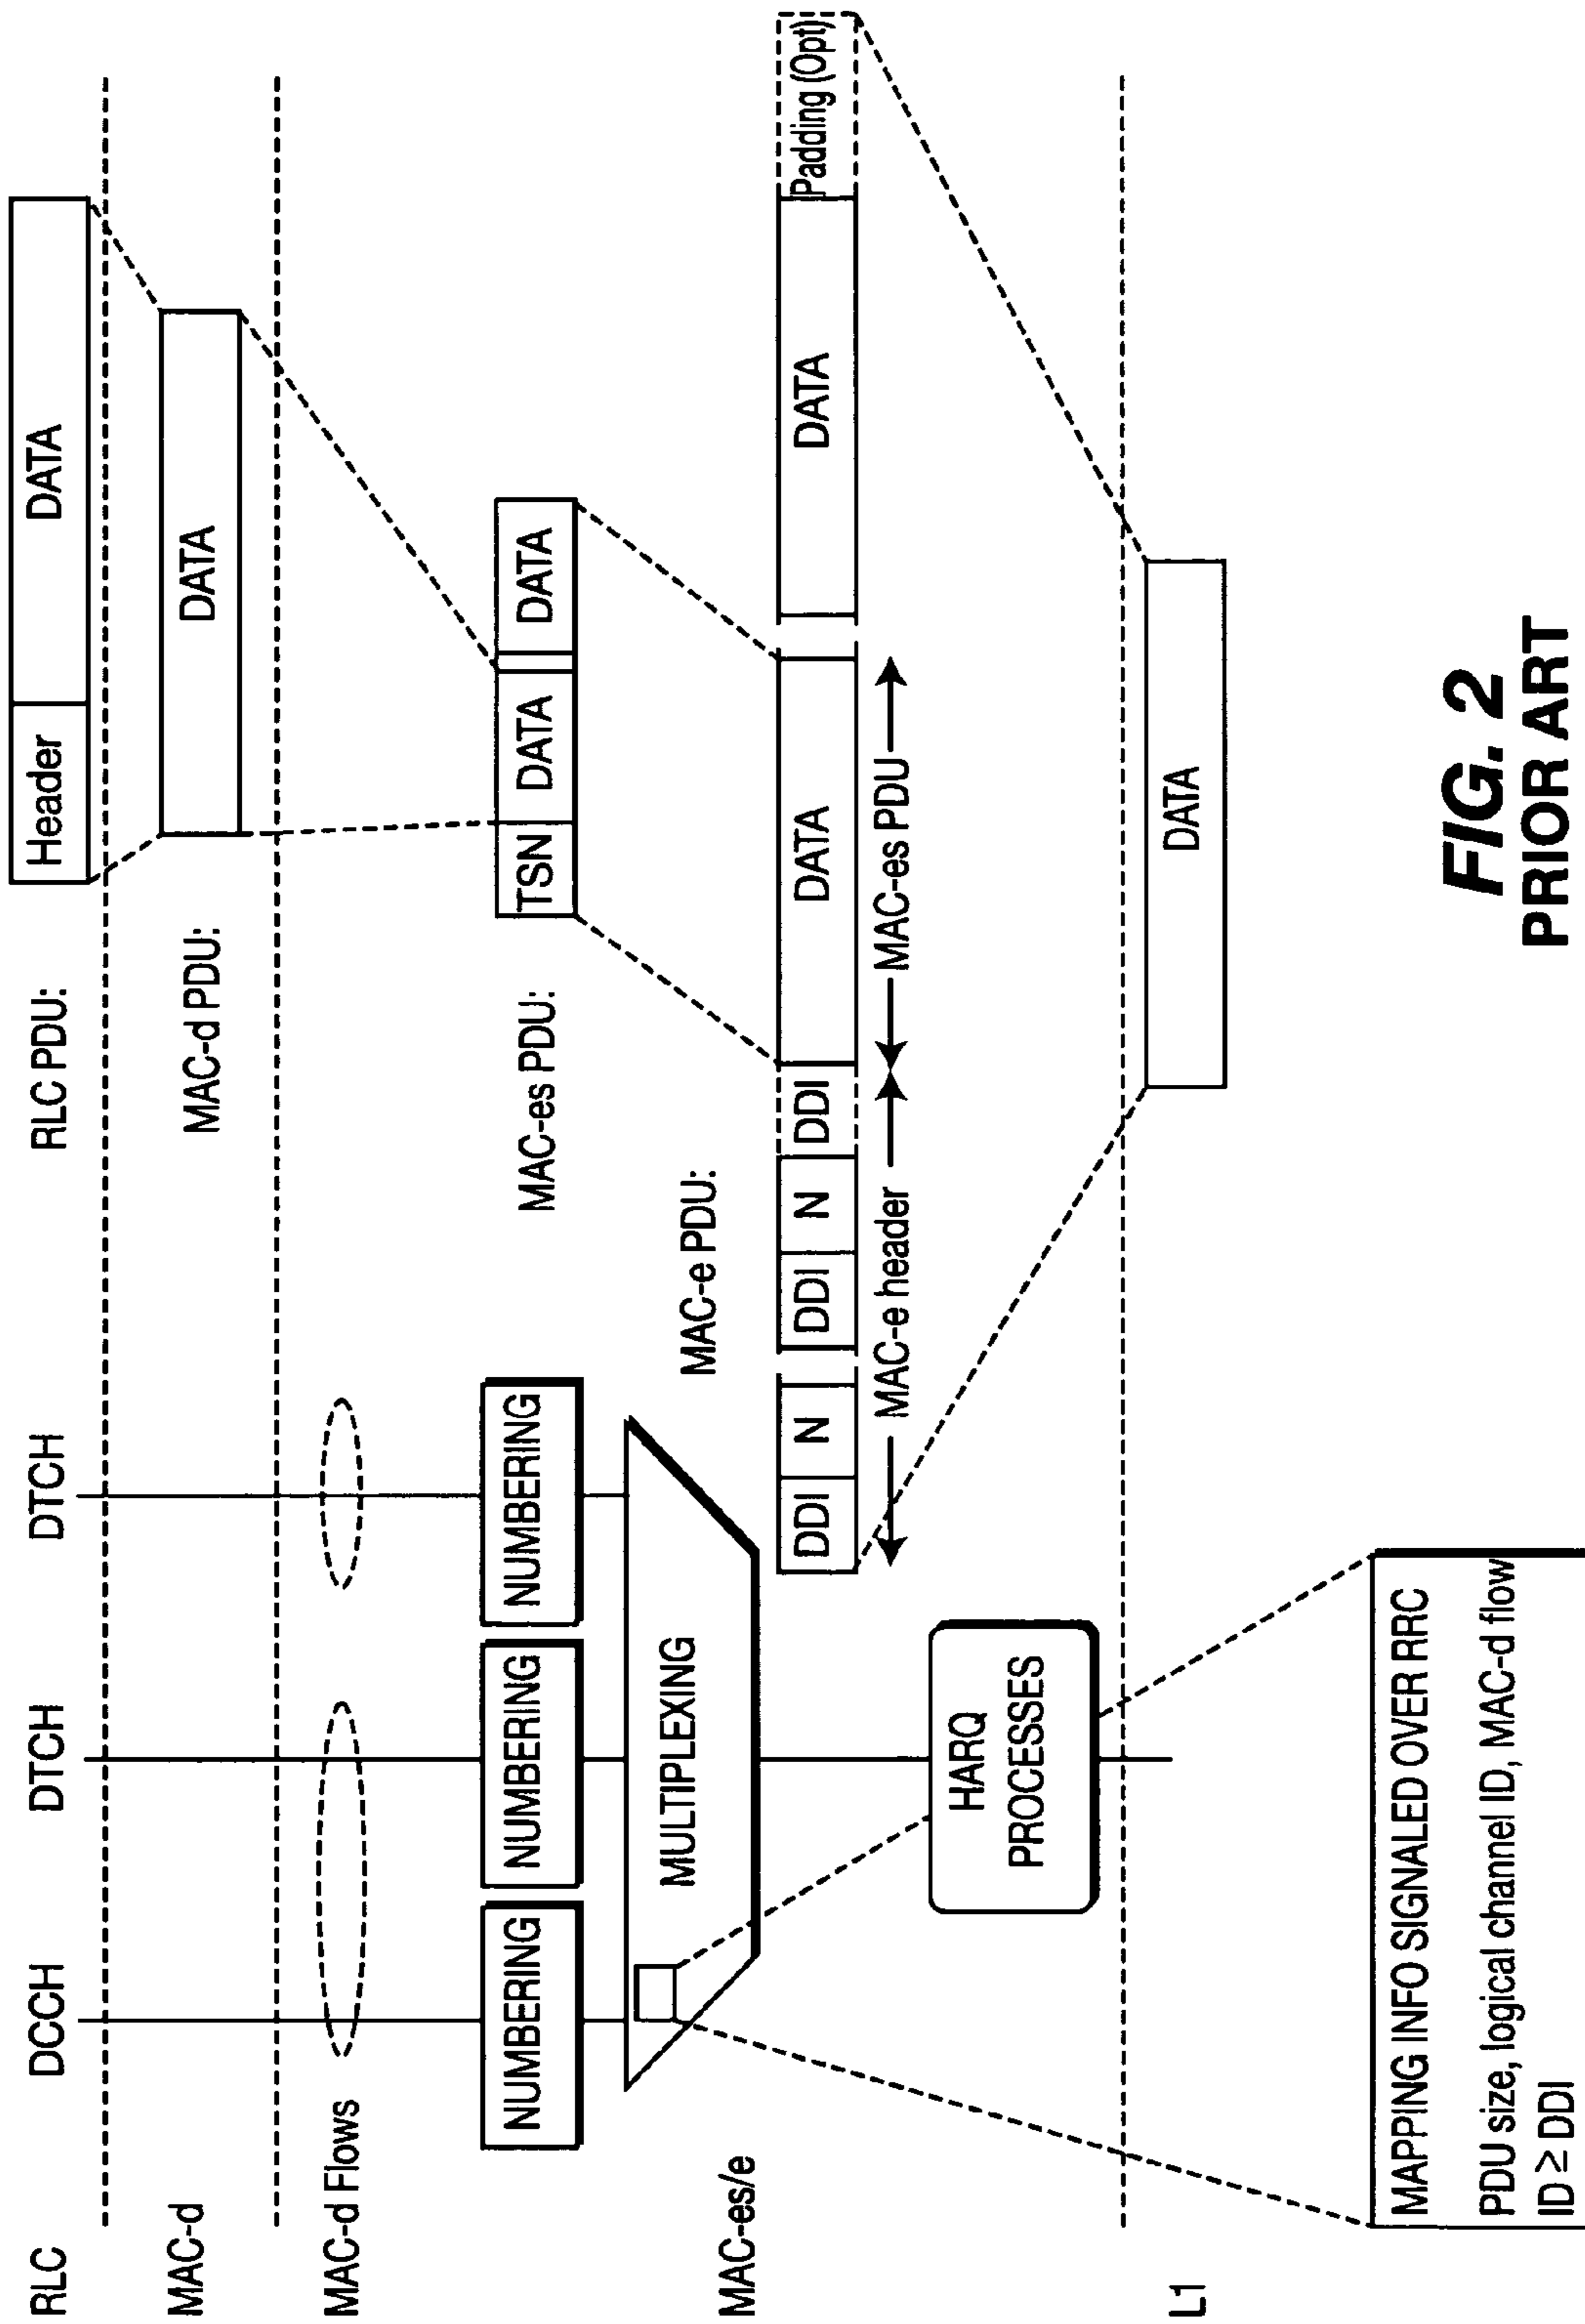 RLC
DCCH
DTCH
DTCH
RLC PDU:
Header
DATA
MAC-d
MAC-d PDU:
DATA
MAC-d Flows
NUMBERING
NUMBERING
NUMBERING
MAC-es PDU:
TSN
DATA
DATA
MAC-es/e
MULTIPLEXING
MAC-e PDU:
DDI
N
DDI
N
DDI
DATA
DATA
Padding (Opt)
MAC-e header
MAC-es PDU
HARQ
PROCESSES
L1
DATA
MAPPING INFO SIGNALED OVER RRC
PDU size, logical channel ID, MAC-d flow
ID ≥ DDI
FIG. 2
PRIOR ART